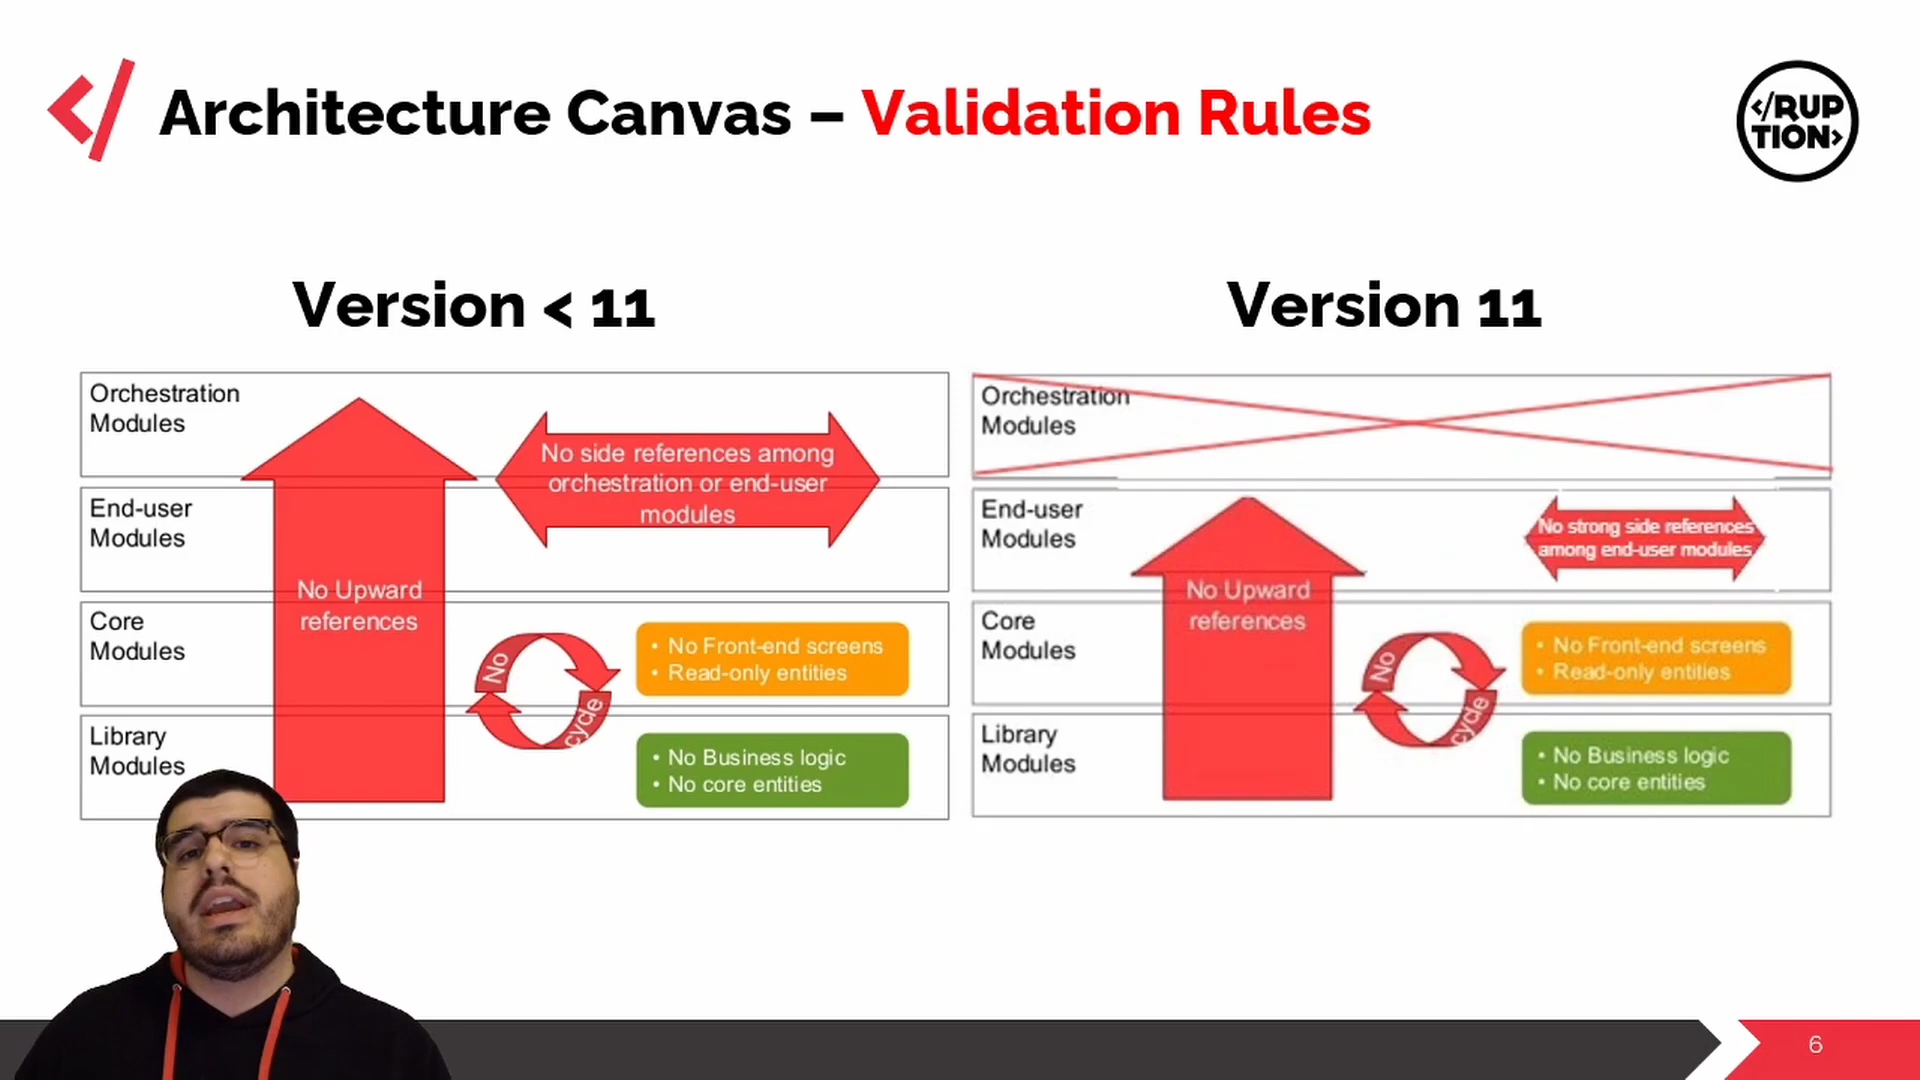 Architecture Canvas – Validation Rules
</RUP
TION>
Version < 11
Orchestration
Modules
No side references among
orchestration or end-user
modules
End-user
Modules
No Upward
references
Core
Modules
No
cycle
• No Front-end screens
• Read-only entities
Library
Modules
• No Business logic
• No core entities
Version 11
Orchestration
Modules
End-user
Modules
No strong side references
among end-user modules
No Upward
references
Core
Modules
No
cycle
• No Front-end screens
• Read-only entities
Library
Modules
• No Business logic
• No core entities
6